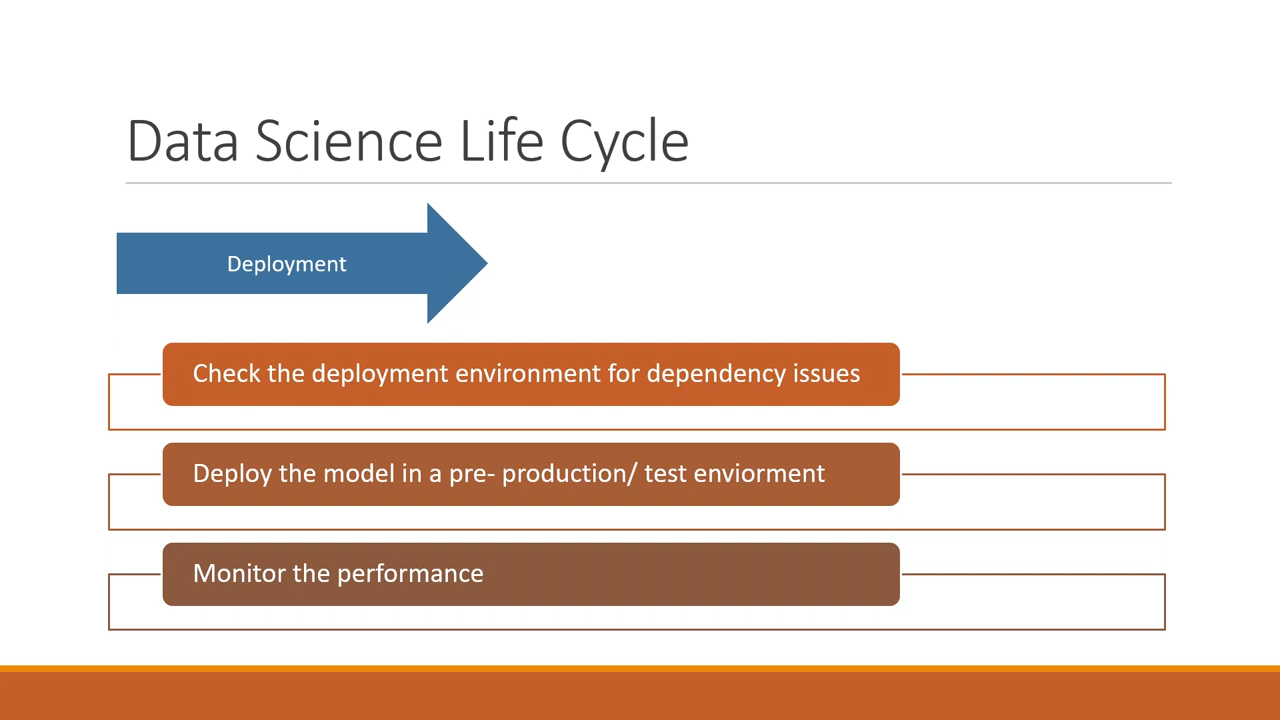 Data Science Life Cycle
Deployment
Check the deployment environment for dependency issues
Deploy the model in a pre- production/ test enviorment
Monitor the performance